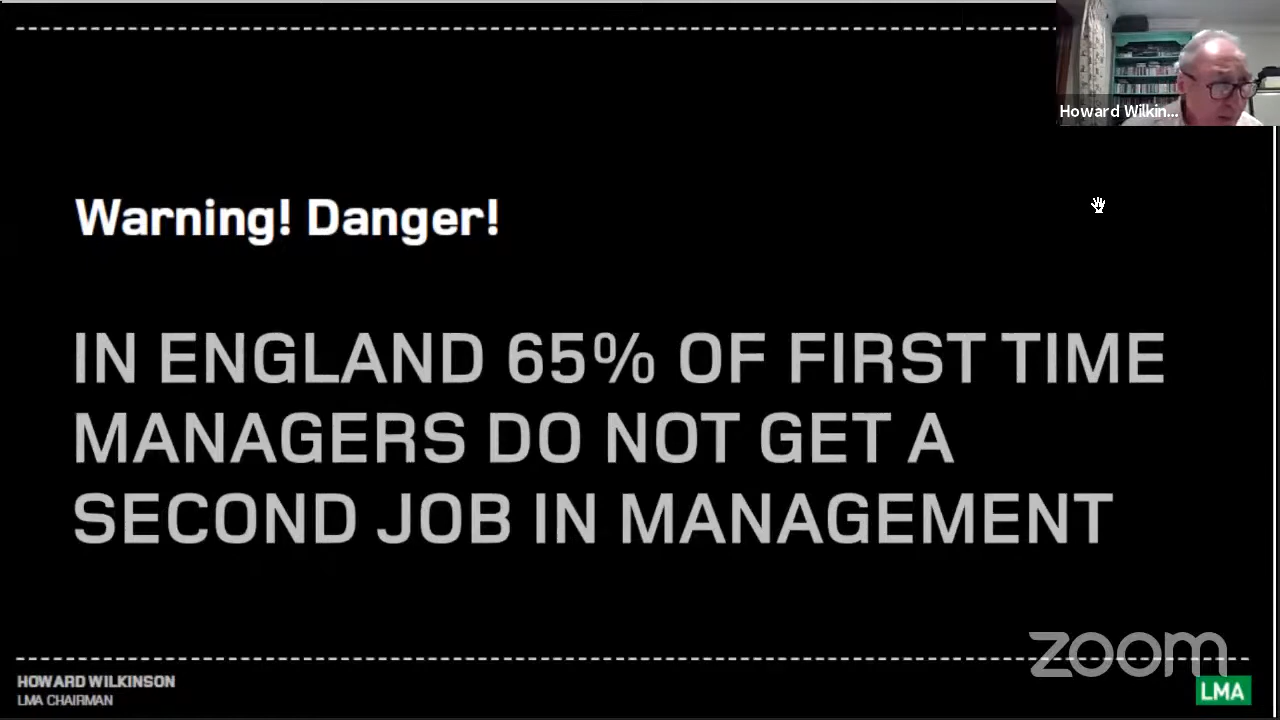 Howard Wilkin...
Warning! Danger!
IN ENGLAND 65% OF FIRST TIME
MANAGERS DO NOT GET A
SECOND JOB IN MANAGEMENT
zoom
HOWARD WILKINSON
LMA CHAIRMAN
LMA